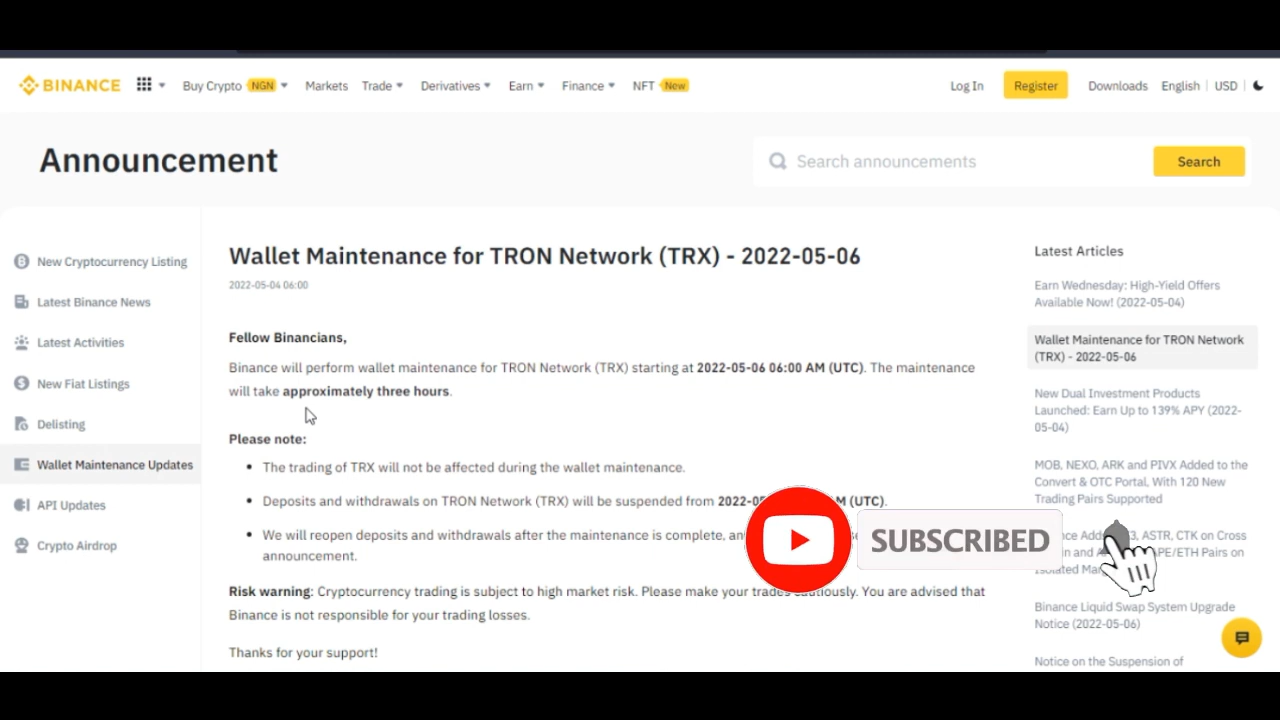 BINANCE Buy Crypto NGN Markets Trade Derivatives Earn Finance NFT New Log In Register Downloads English USD
Announcement
Search announcements Search
New Cryptocurrency Listing
Latest Binance News
Latest Activities
New Fiat Listings
Delisting
Wallet Maintenance Updates
API Updates
Crypto Airdrop
Wallet Maintenance for TRON Network (TRX) - 2022-05-06
2022-05-04 06:00
Fellow Binancians,
Binance will perform wallet maintenance for TRON Network (TRX) starting at 2022-05-06 06:00 AM (UTC). The maintenance
will take approximately three hours.
Please note:
The trading of TRX will not be affected during the wallet maintenance.
Deposits and withdrawals on TRON Network (TRX) will be suspended from (UTC).
We will reopen deposits and withdrawals after the maintenance is complete,
announcement.
Risk warning: Cryptocurrency trading is subject to high market risk. Please make your trades cautiously. You are advised that
Binance is not responsible for your trading losses.
Thanks for your support!
SUBSCRIBED
Latest Articles
Earn Wednesday: High-Yield Offers
Available Now! (2022-05-04)
Wallet Maintenance for TRON Network
(TRX) - 2022-05-06
New Dual Investment Products
Launched: Earn Up to 139% APY (2022-
05-04)
MOB, NEXO, ARK and PIVX Added to the
Convert & OTC Portal, With 120 New
Trading Pairs Supported
ASTR, CTK on Cross
Pairs on
Isolated
Binance Liquid Swap System Upgrade
Notice (2022-05-06)
Notice on the Suspension of